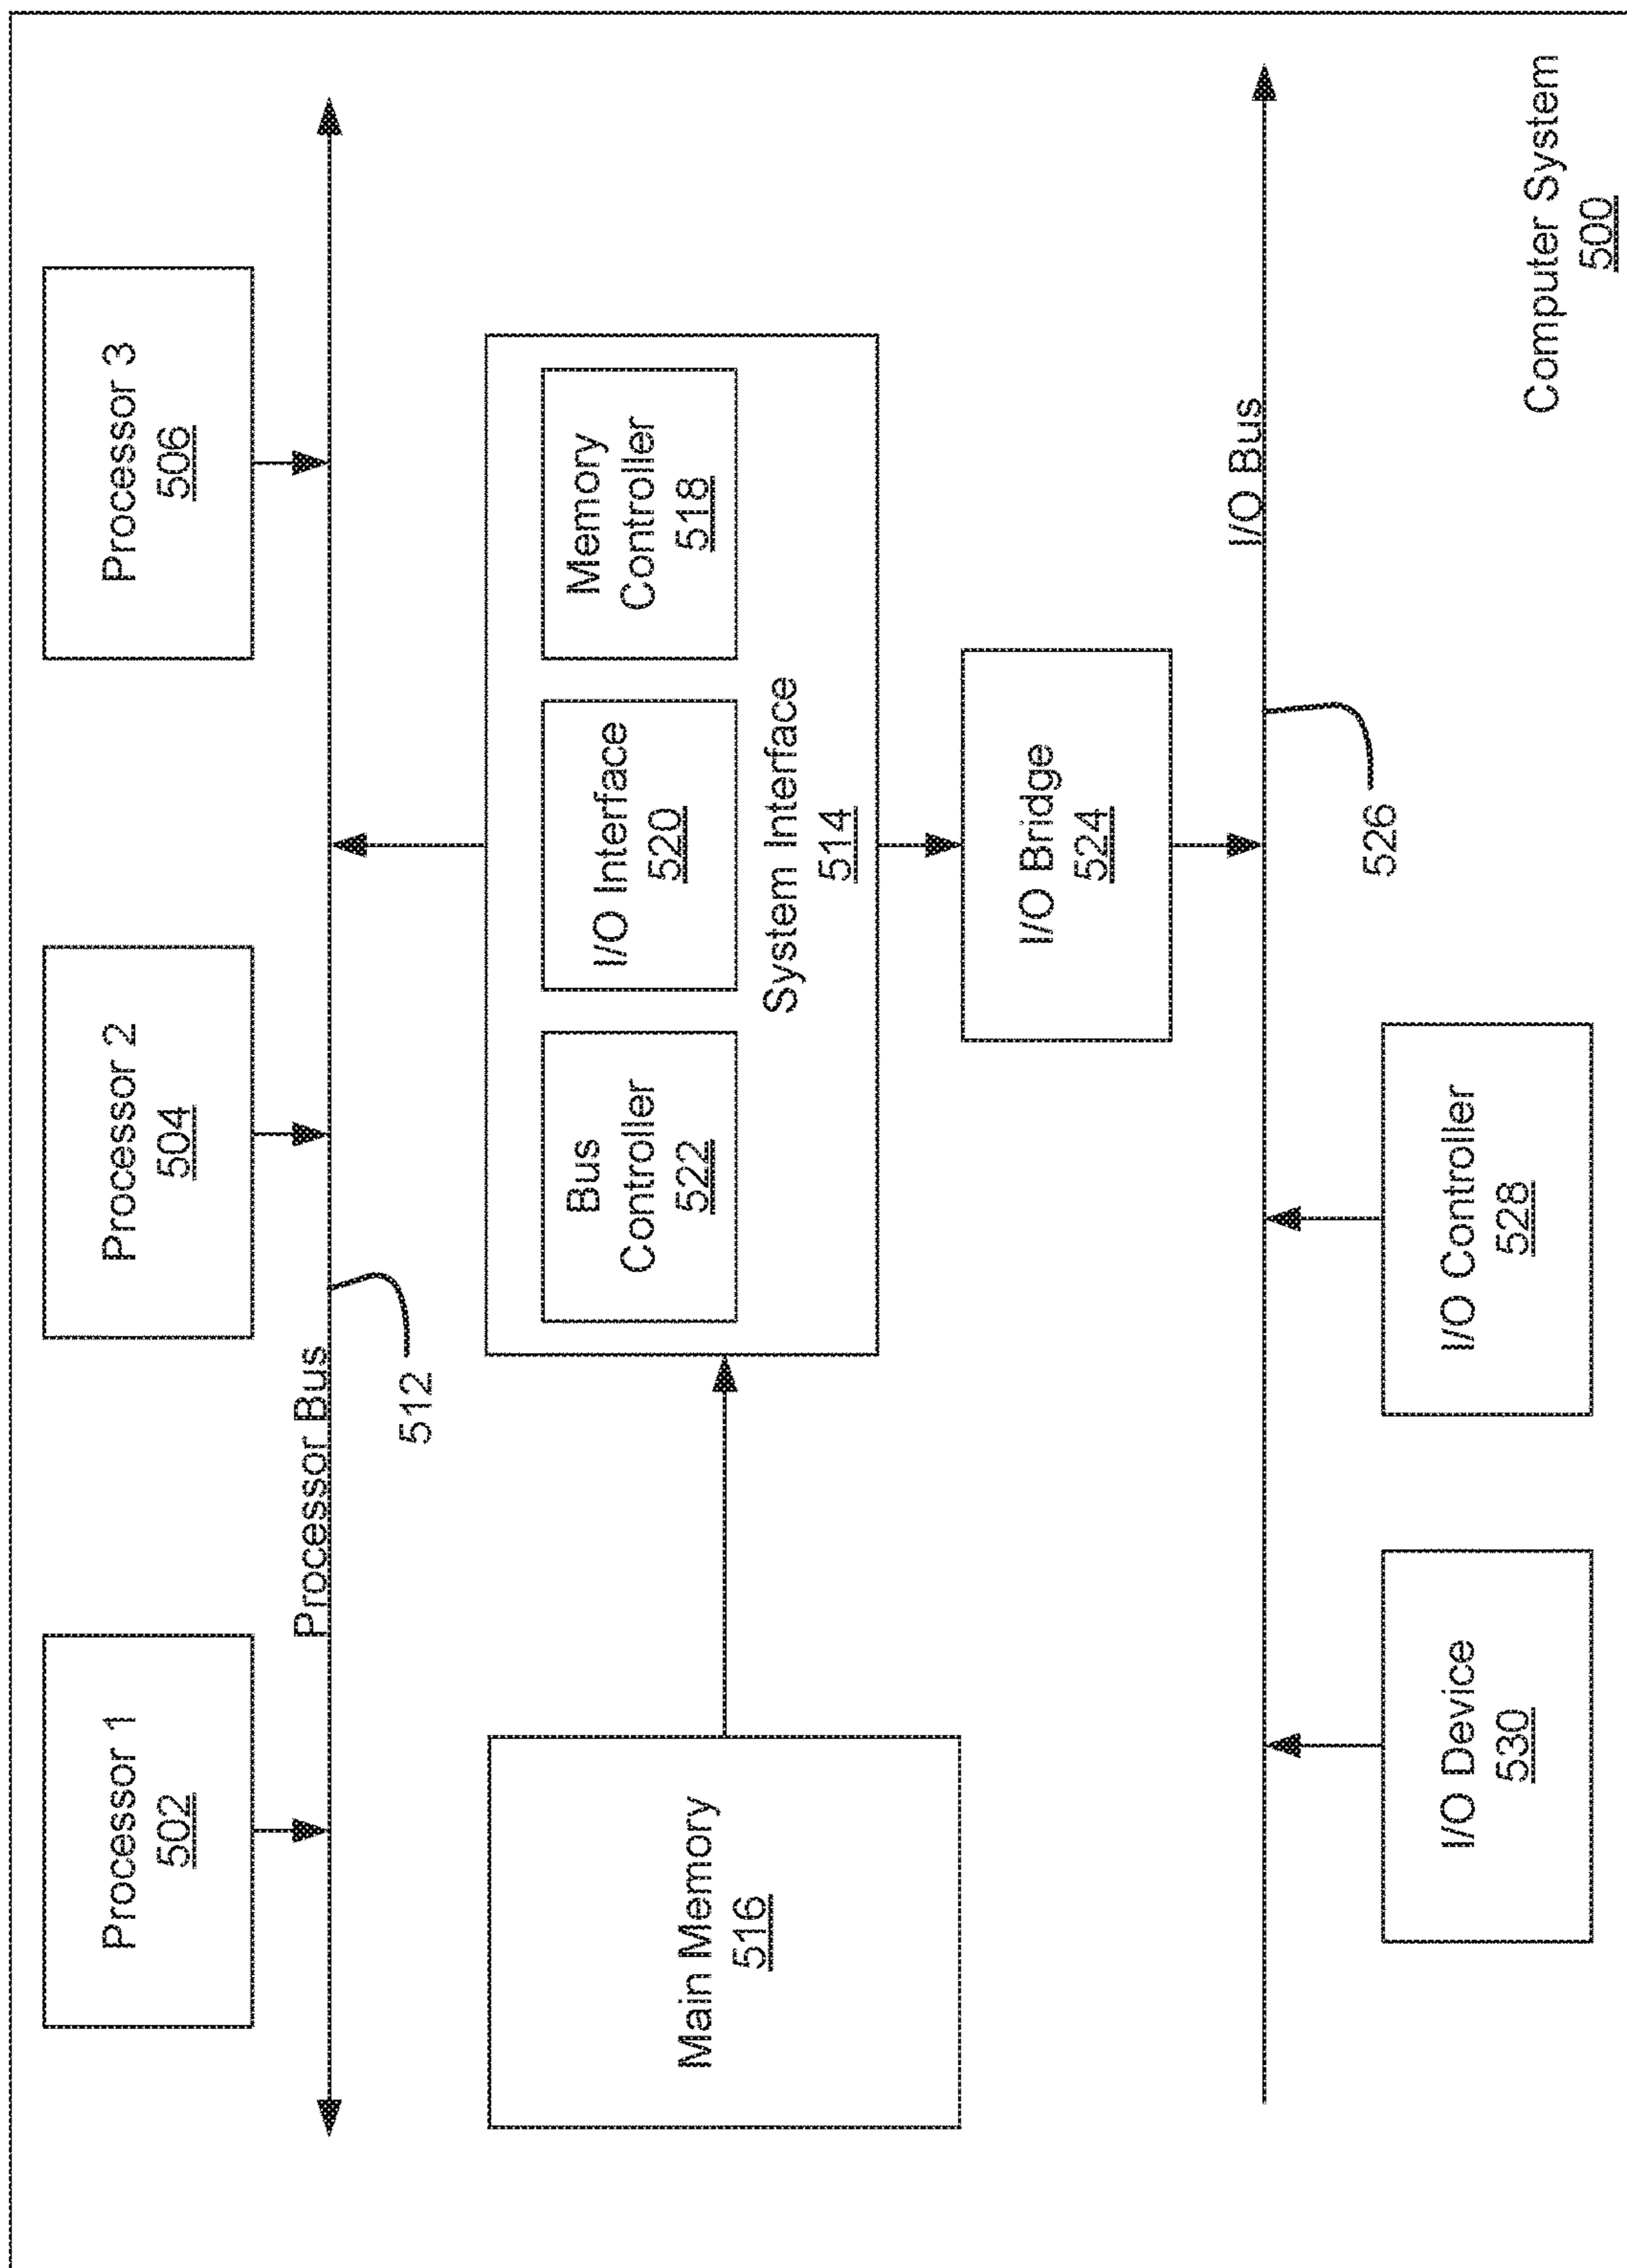 Processor 1
502
Processor 2
504
Processor 3
506
Processor Bus
512
Main Memory
516
Bus
Controller
522
I/O Interface
520
Memory
Controller
518
System Interface
514
I/O Bridge
524
I/O Bus
526
I/O Device
530
I/O Controller
528
Computer System
500